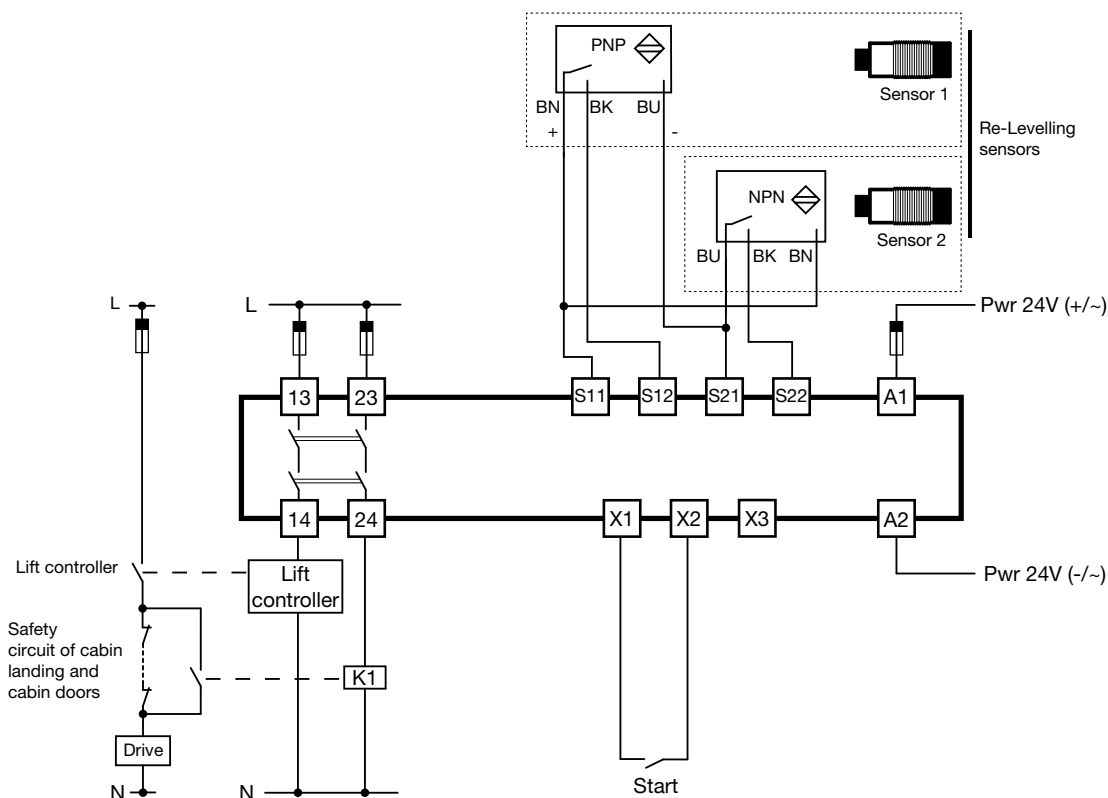 PNP
Sensor 1
BN BK BU
+ -
Re-Levelling
sensors
NPN
Sensor 2
BU BK BN
L
L
Pwr 24V (+/~)
13 23 S11 S12 S21 S22 A1
14 24 X1 X2 X3 A2
Lift controller
Lift
controller
Pwr 24V (-/~)
Safety
circuit of cabin
landing and
cabin doors
K1
Drive
Start
N
N